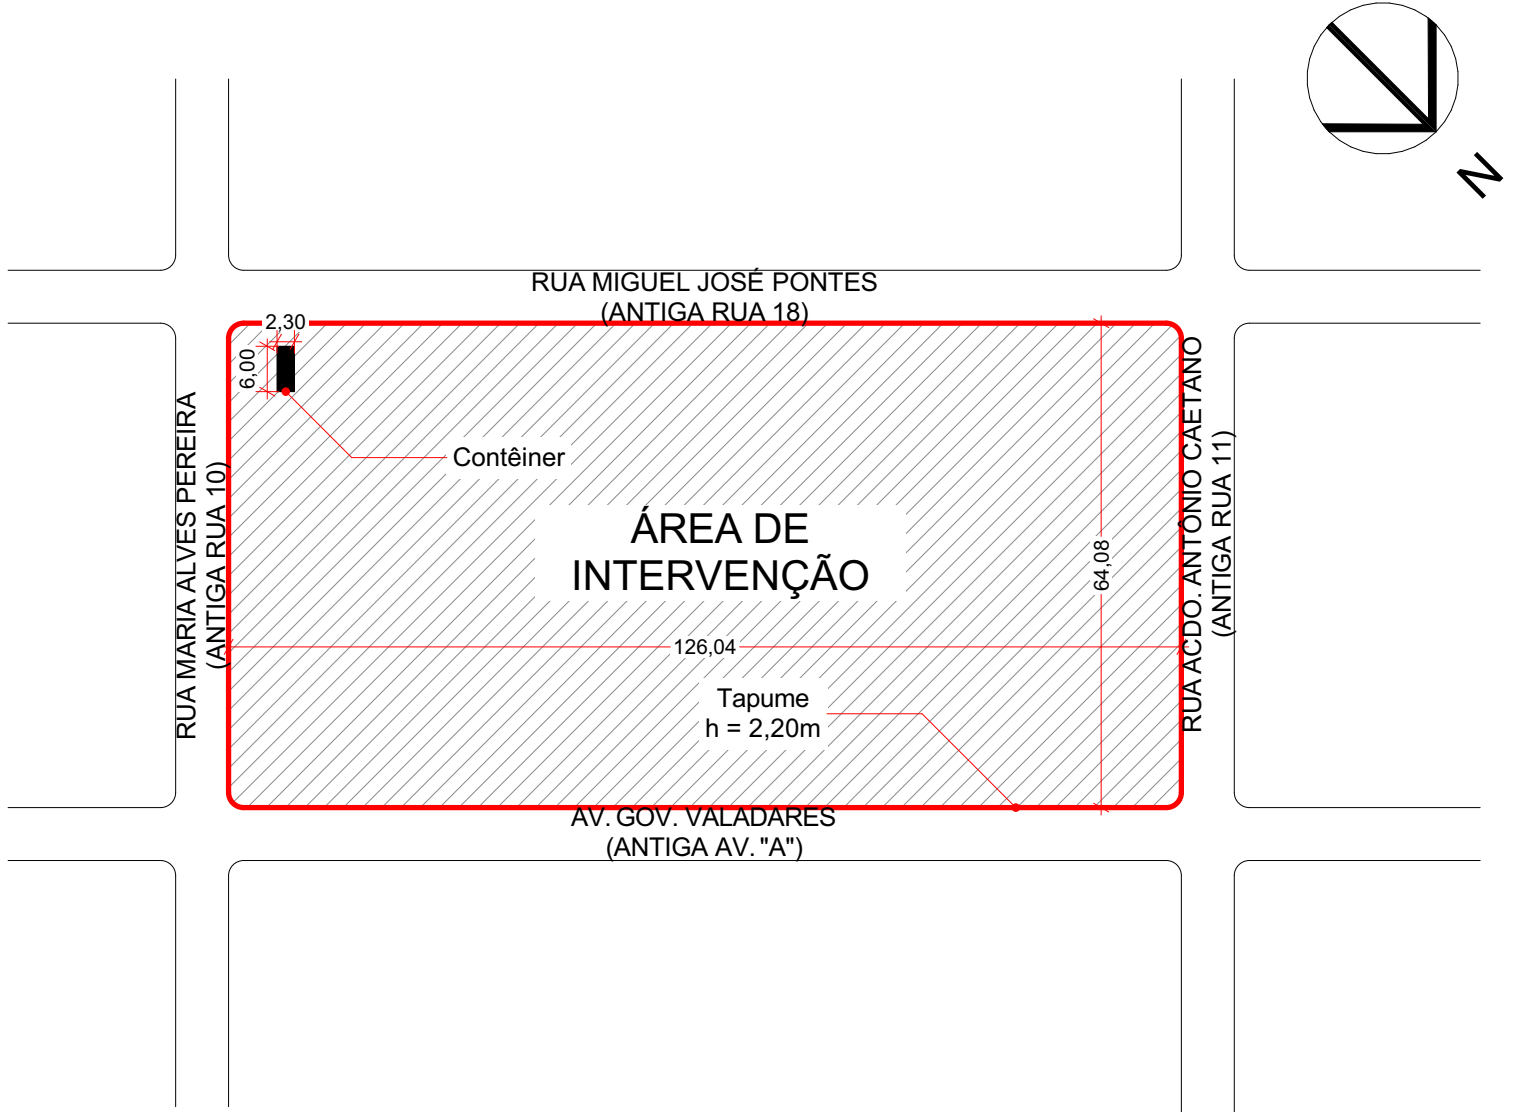 N
RUA MIGUEL JOSÉ PONTES
(ANTIGA RUA 18)
2,30
6,00
RUA MARIA ALVES PEREIRA
(ANTIGA RUA 10)
Contêiner
ÁREA DE
INTERVENÇÃO
64,08
RUA ACDO. ANTÔNIO CAETANO
(ANTIGA RUA 11)
126,04
Tapume
h = 2,20m
AV. GOV. VALADARES
(ANTIGA AV. "A")